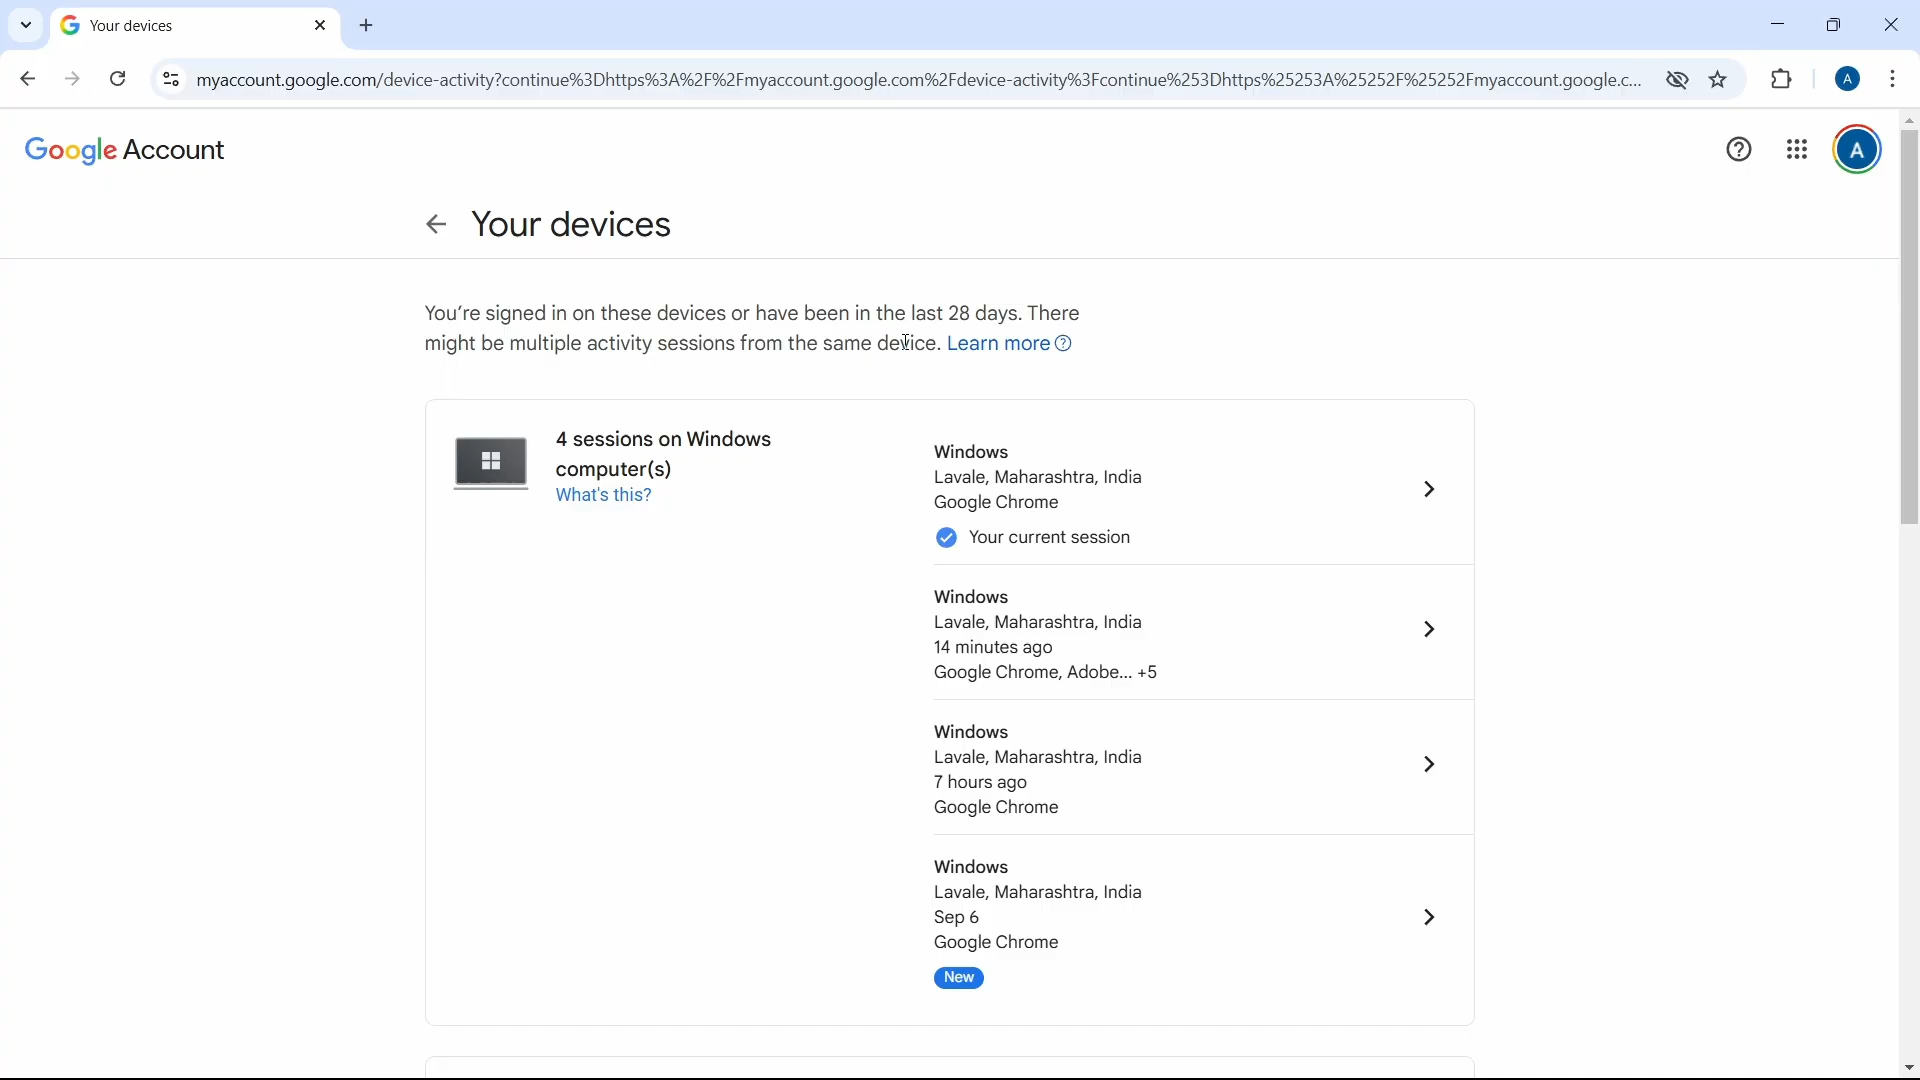 Your devices
myaccount.google.com/device-activity?continue%3Dhttps%3A%2F%2Fmyaccount.google.com%2Fdevice-activity%3Fcontinue%253Dhttps%25253A%25252F%25252Fmyaccount.google.c...
A
Google Account
A
Your devices
You're signed in on these devices or have been in the last 28 days. There
might be multiple activity sessions from the same device. Learn more
4 sessions on Windows
computer(s)
What's this?
Windows
Lavale, Maharashtra, India
Google Chrome
Your current session
Windows
Lavale, Maharashtra, India
14 minutes ago
Google Chrome, Adobe... +5
Windows
Lavale, Maharashtra, India
7 hours ago
Google Chrome
Windows
Lavale, Maharashtra, India
Sep 6
Google Chrome
New